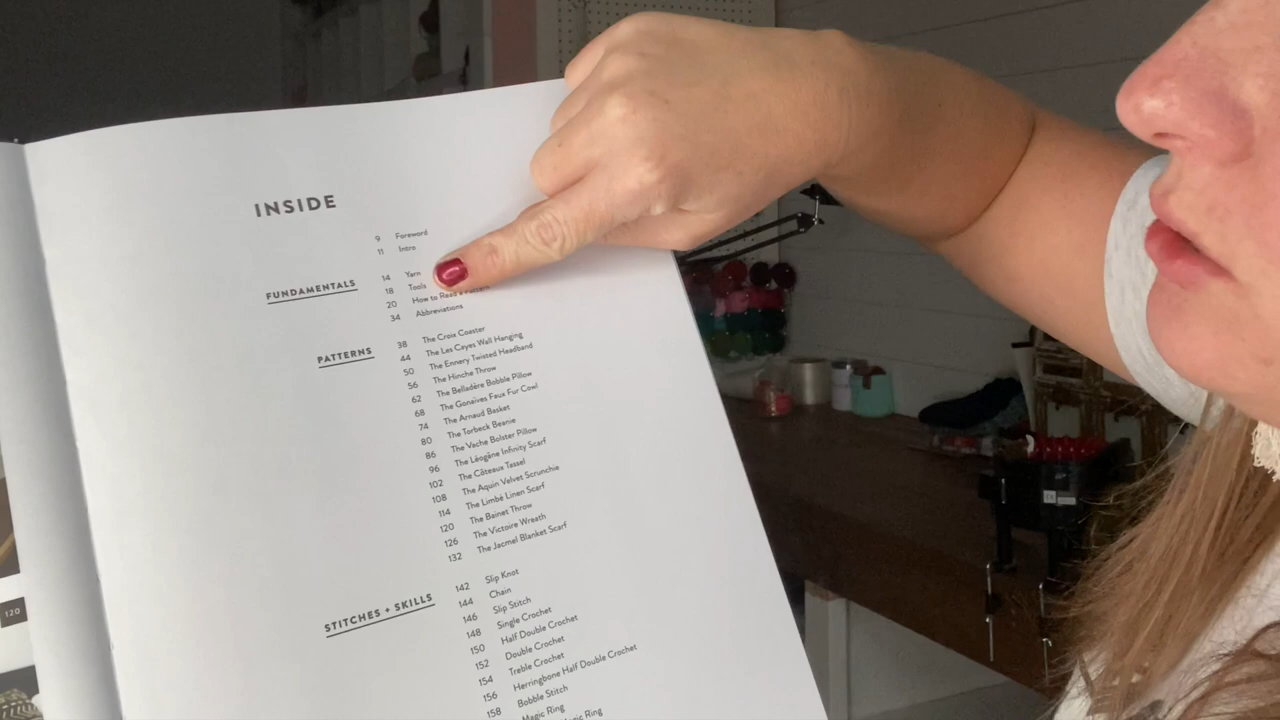 INSIDE
9 Foreword
11 Intro
FUNDAMENTALS
14 Yarn
18 Tools
20 How to Read a Pattern
34 Abbreviations
PATTERNS
38 The Croix Coaster
44 The Les Cayes Wall Hanging
50 The Ennery Twisted Headband
56 The Hinche Throw
62 The Belladère Bobble Pillow
68 The Gonaïves Faux Fur Cowl
74 The Arnaud Basket
80 The Torbeck Beanie
86 The Vache Bolster Pillow
96 The Léogâne Infinity Scarf
102 The Câteaux Tassel
108 The Aquin Velvet Scrunchie
114 The Limbé Linen Scarf
120 The Bainet Throw
126 The Victoire Wreath
132 The Jacmel Blanket Scarf
STITCHES + SKILLS
142 Slip Knot
144 Chain
146 Slip Stitch
148 Single Crochet
150 Half Double Crochet
152 Double Crochet
154 Treble Crochet
156 Herringbone Half Double Crochet
158 Bobble Stitch
Magic Ring
Magic Ring
120